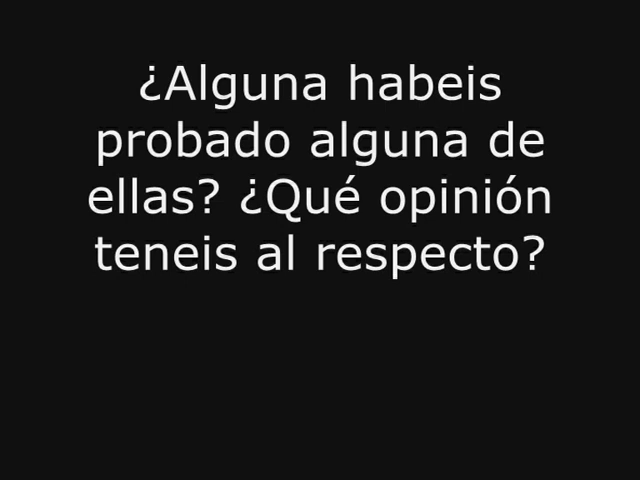 ¿Alguna habeis
probado alguna de
ellas? ¿Qué opinión
teneis al respecto?